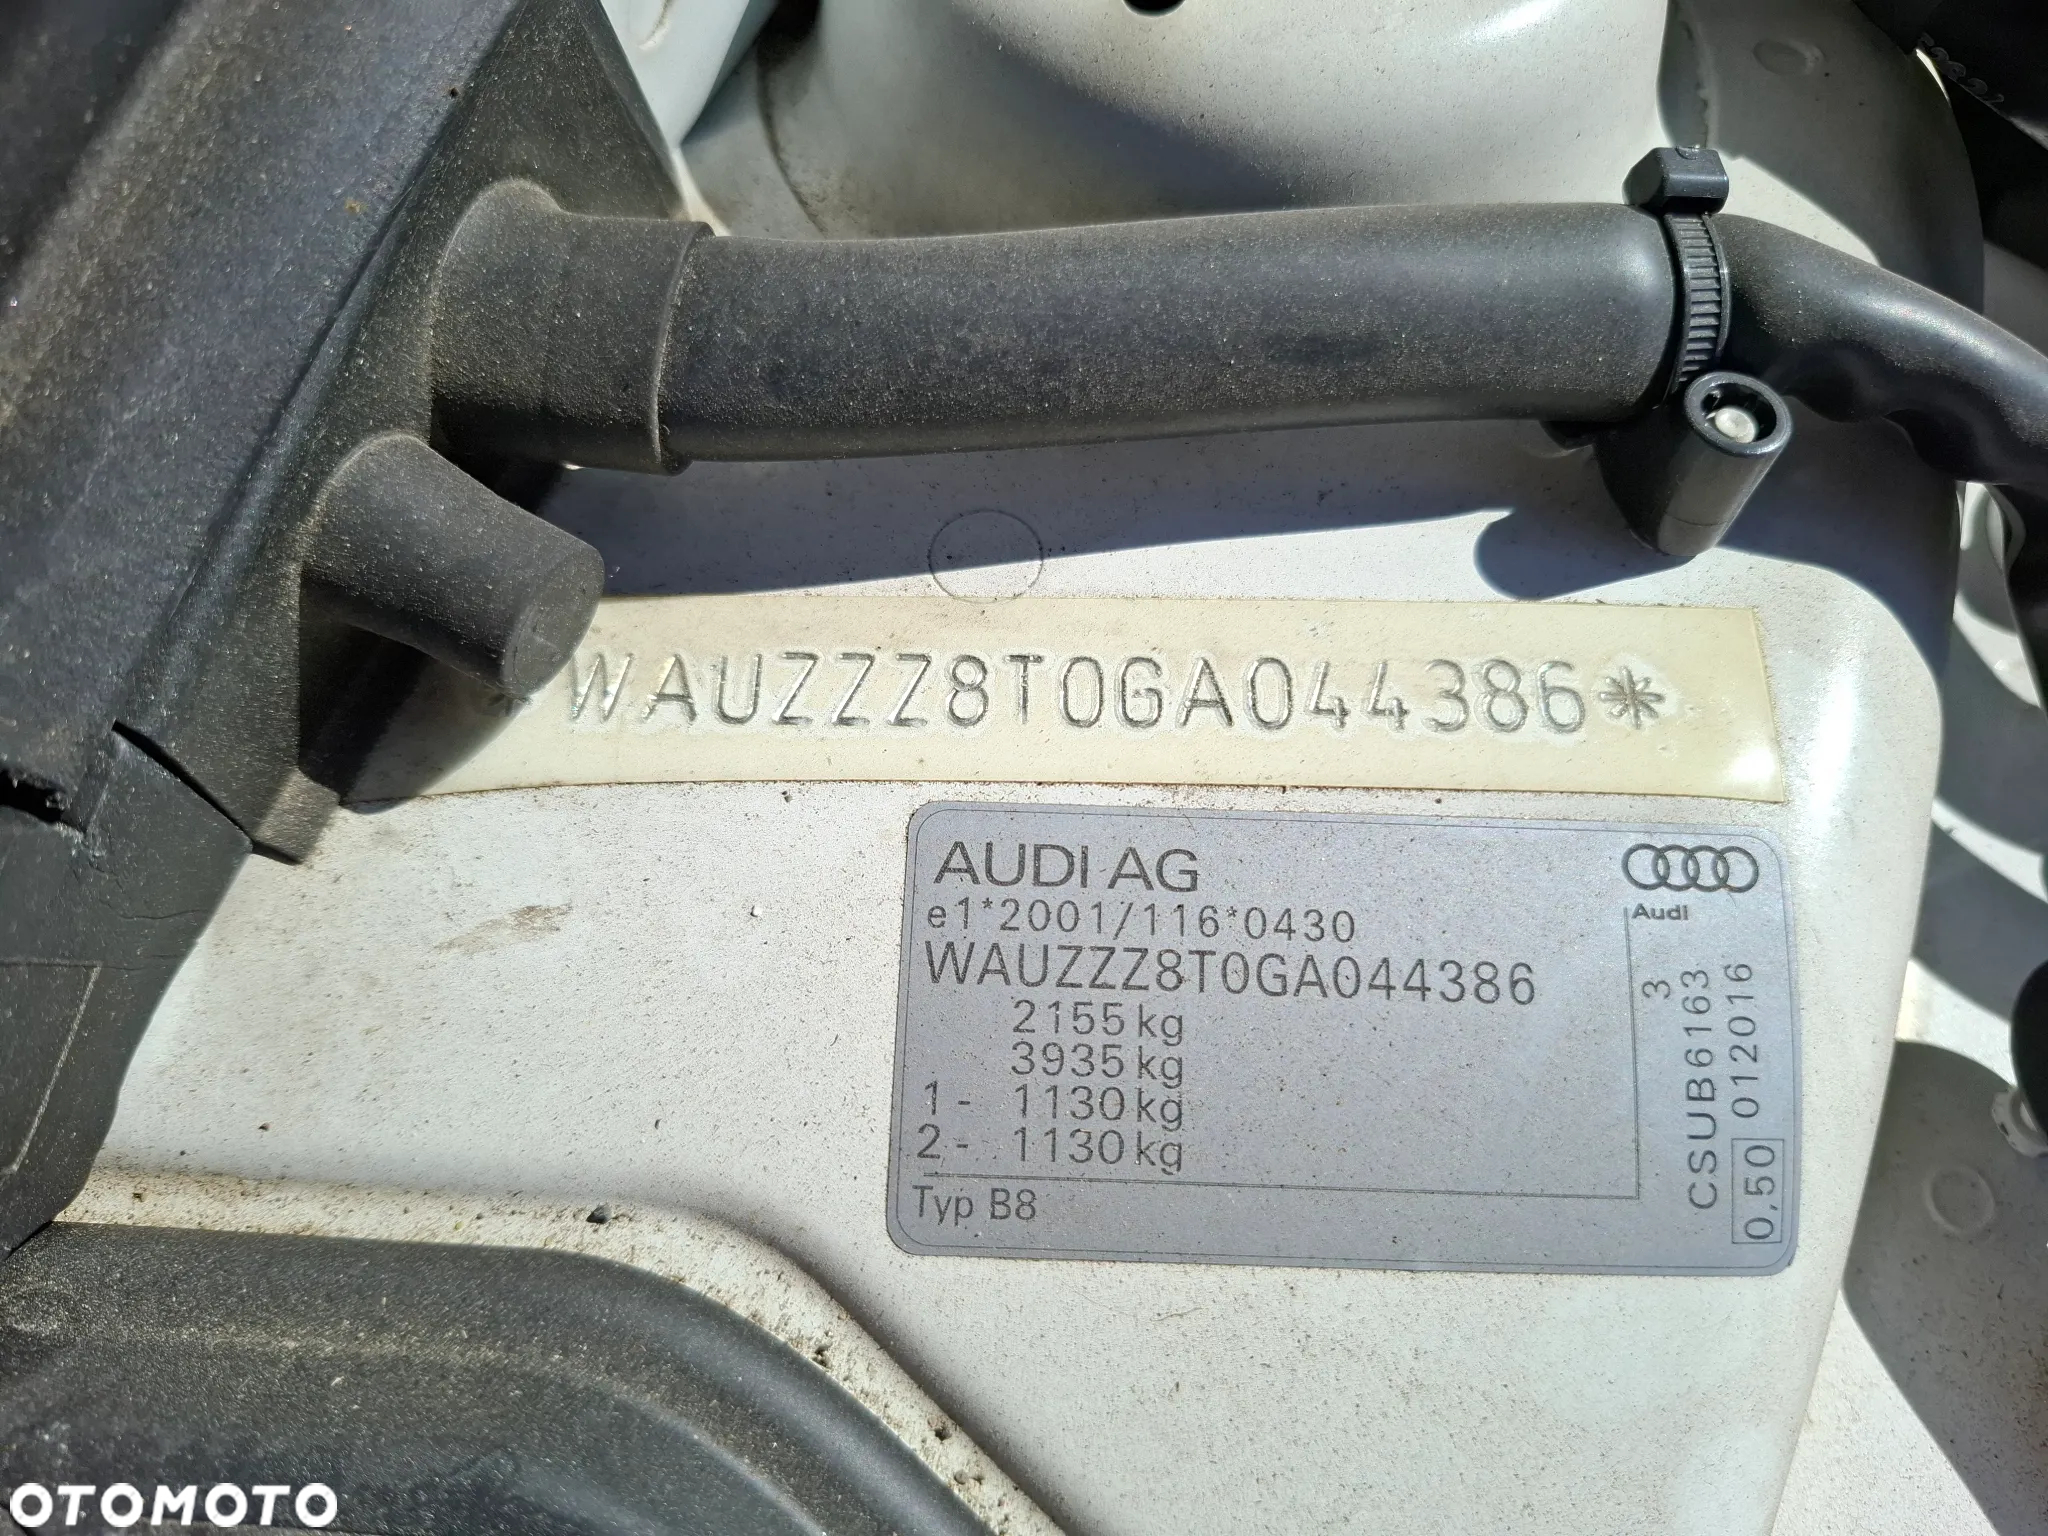 *WAUZZZ8T0GA044386*
AUDI AG
e1*2001/116*0430
WAUZZZ8T0GA044386
2155 kg
3935 kg
1- 1130 kg
2- 1130 kg
Typ B8
Audi
3
CSUB6163
0,50 012016
OTOMOTO